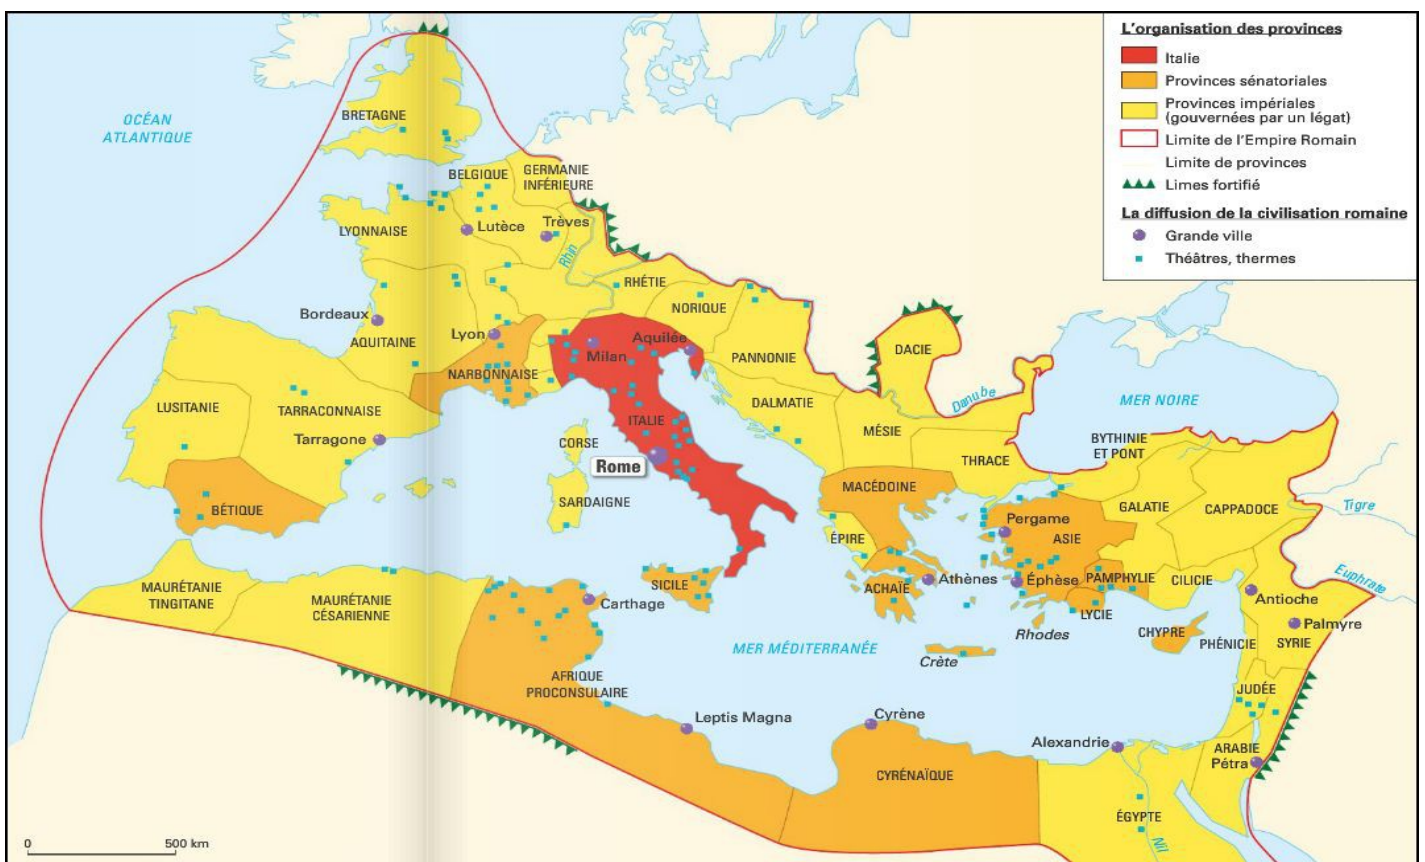 L'organisation des provinces
Italie
Provinces sénatoriales
Provinces impériales
(gouvernées par un légat)
Limite de l'Empire Romain
Limite de provinces
Limes fortifié
La diffusion de la civilisation romaine
Grande ville
Théâtres, thermes
OCÉAN
ATLANTIQUE
BRETAGNE
BELGIQUE
GERMANIE
INFÉRIEURE
LYONNAISE
Lutèce
Trèves
Rhin
RHÉTIE
NORIQUE
Bordeaux
AQUITAINE
Lyon
Milan
Aquilée
PANNONIE
DACIE
NARBONNAISE
Danube
MER NOIRE
LUSITANIE
TARRACONNAISE
Tarragone
CORSE
ITALIE
DALMATIE
MÉSIE
THRACE
BYTHINIE
ET PONT
Rome
SARDAIGNE
MACÉDOINE
GALATIE
CAPPADOCE
Tigre
BÉTIQUE
ÉPIRE
Pergame
ASIE
MAURÉTANIE
TINGITANE
MAURÉTANIE
CÉSARIENNE
Carthage
SICILE
ACHAÏE
Athènes
Éphèse
PAMPHYLIE
CILICIE
Euphrate
Antioche
LYCIE
Rhodes
CHYPRE
Palmyre
PHÉNICIE
SYRIE
MER MÉDITERRANÉE
Crète
AFRIQUE
PROCONSULAIRE
JUDÉE
Leptis Magna
Cyrène
Alexandrie
ARABIE
Pétra
CYRÉNAÏQUE
ÉGYPTE
Nil
0 500 km